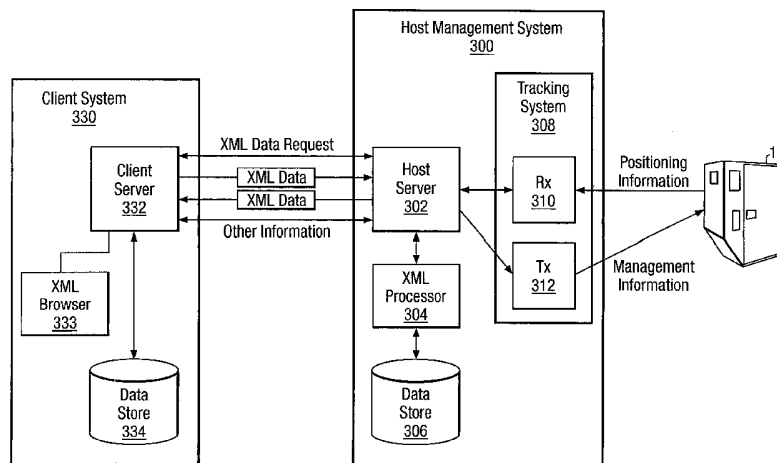 Host Management System
300
Client System
330
Tracking System
308
XML Data Request
Client Server
332
XML Data
XML Data
Other Information
Host Server
302
Rx
310
Positioning Information
1
Tx
312
Management Information
XML Browser
333
XML Processor
304
Data Store
334
Data Store
306